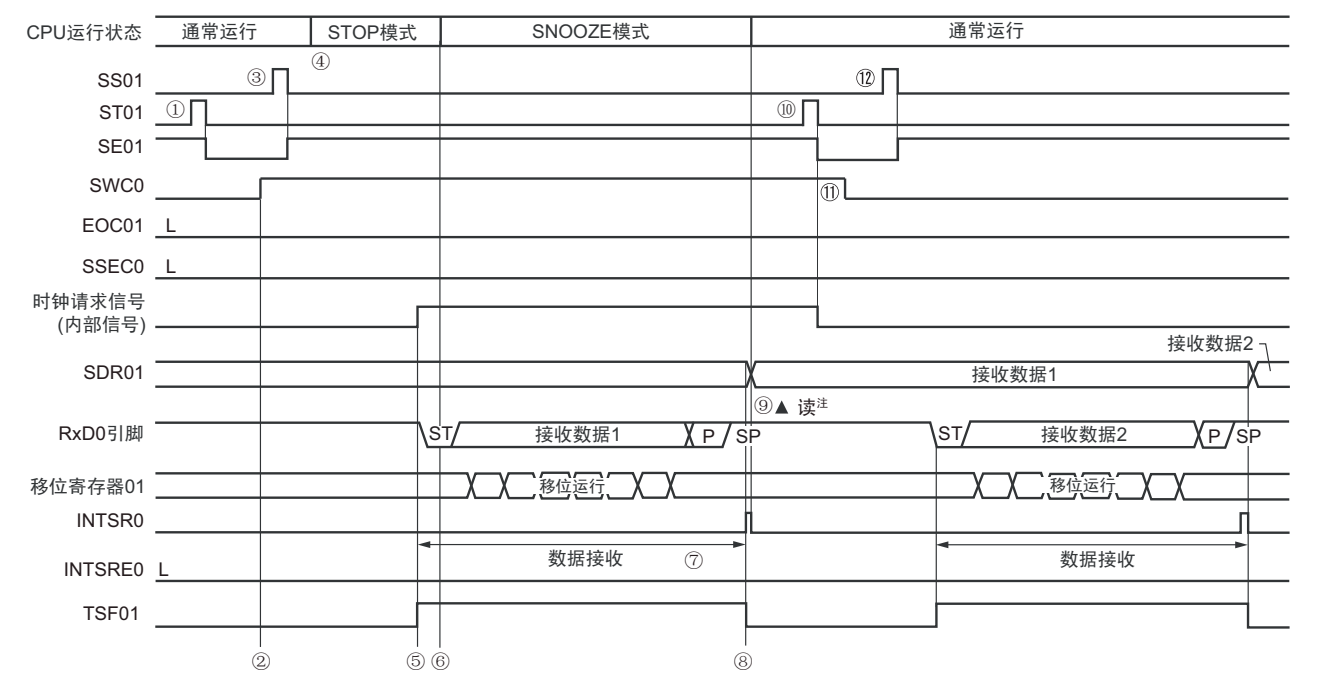 CPU运行状态 通常运行 STOP模式 SNOOZE模式 通常运行
④
SS01 ③ ⑫
ST01 ① ⑩
SE01
SWC0 ⑪
EOC01 L
SSEC0 L
时钟请求信号
(内部信号)
接收数据2
SDR01 接收数据1
⑨▲ 读注
RxD0引脚 ST 接收数据1 P SP ST 接收数据2 P SP
移位寄存器01 移位运行 移位运行
INTSR0
数据接收 ⑦ 数据接收
INTSRE0 L
TSF01
② ⑤ ⑥ ⑧